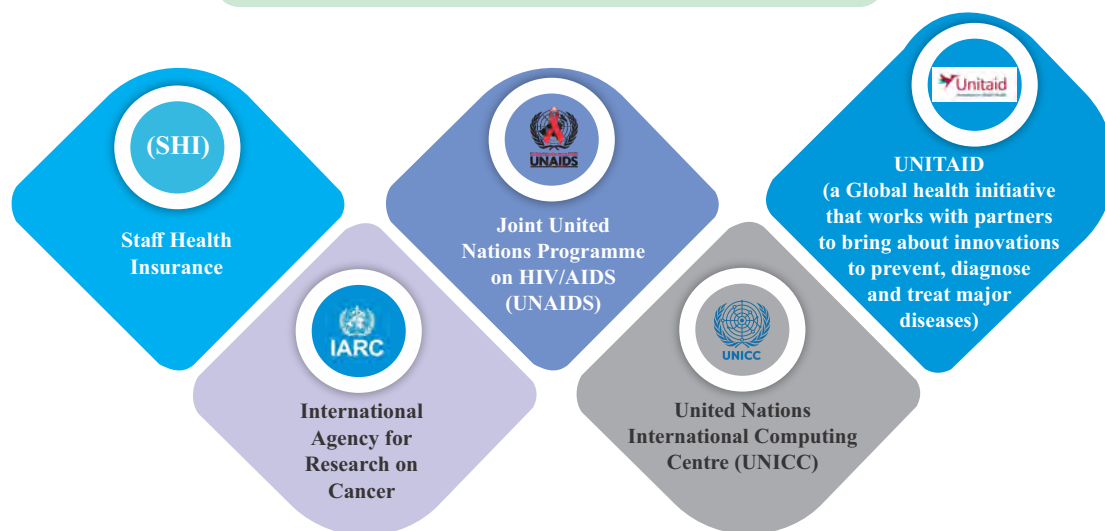 (SHI)
Staff Health
Insurance
IARC
International
Agency for
Research on
Cancer
UNAIDS
Joint United
Nations Programme
on HIV/AIDS
(UNAIDS)
UNICC
United Nations
International Computing
Centre (UNICC)
Unitaid
UNITAID
(a Global health initiative
that works with partners
to bring about innovations
to prevent, diagnose
and treat major
diseases)